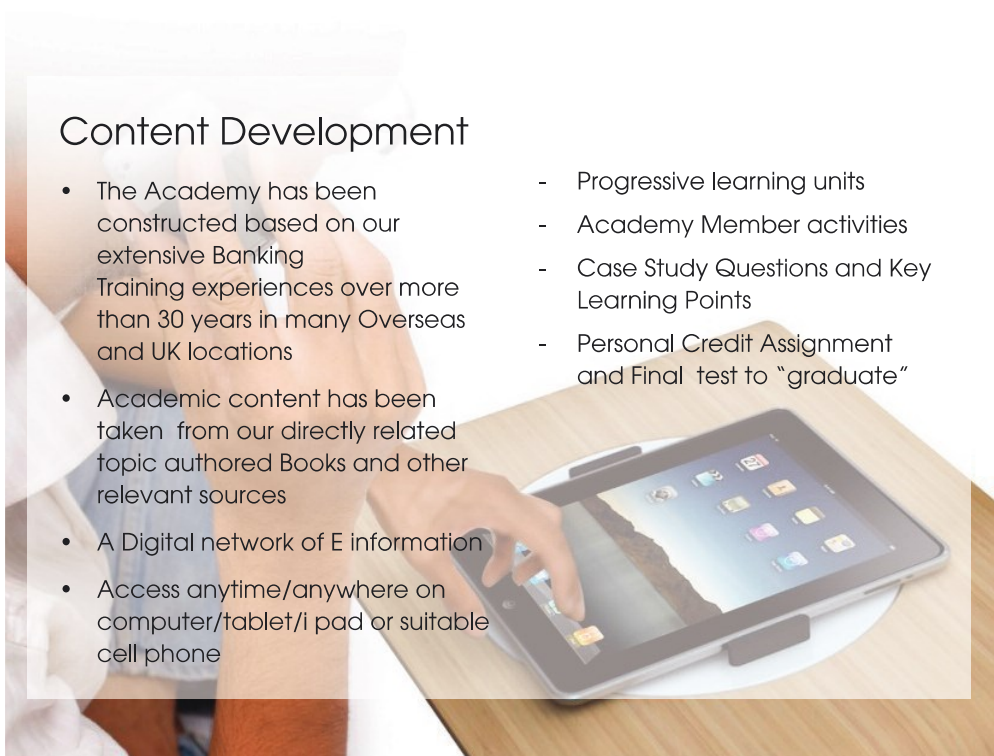 Content Development
• The Academy has been
constructed based on our
extensive Banking
Training experiences over more
than 30 years in many Overseas
and UK locations
• Academic content has been
taken  from our directly related
topic authored Books and other
relevant sources
• A Digital network of E information
• Access anytime/anywhere on
computer/tablet/i pad or suitable
cell phone
- Progressive learning units
- Academy Member activities
- Case Study Questions and Key
Learning Points
- Personal Credit Assignment
and Final  test to “graduate”
27